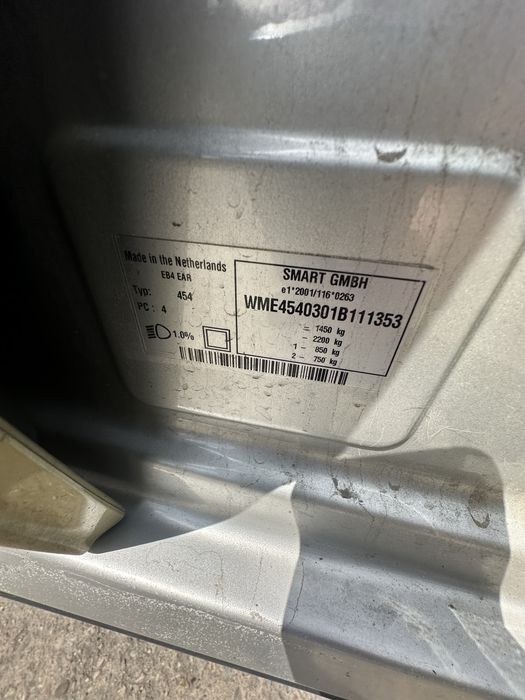 Made in the Netherlands
EB4 EAR
Typ: 454
PC: 4
1.0%
SMART GMBH
e1*2001/116*0263
WME4540301B111353
= 1450 kg
- 2200 kg
1 - 850 kg
2 - 750 kg